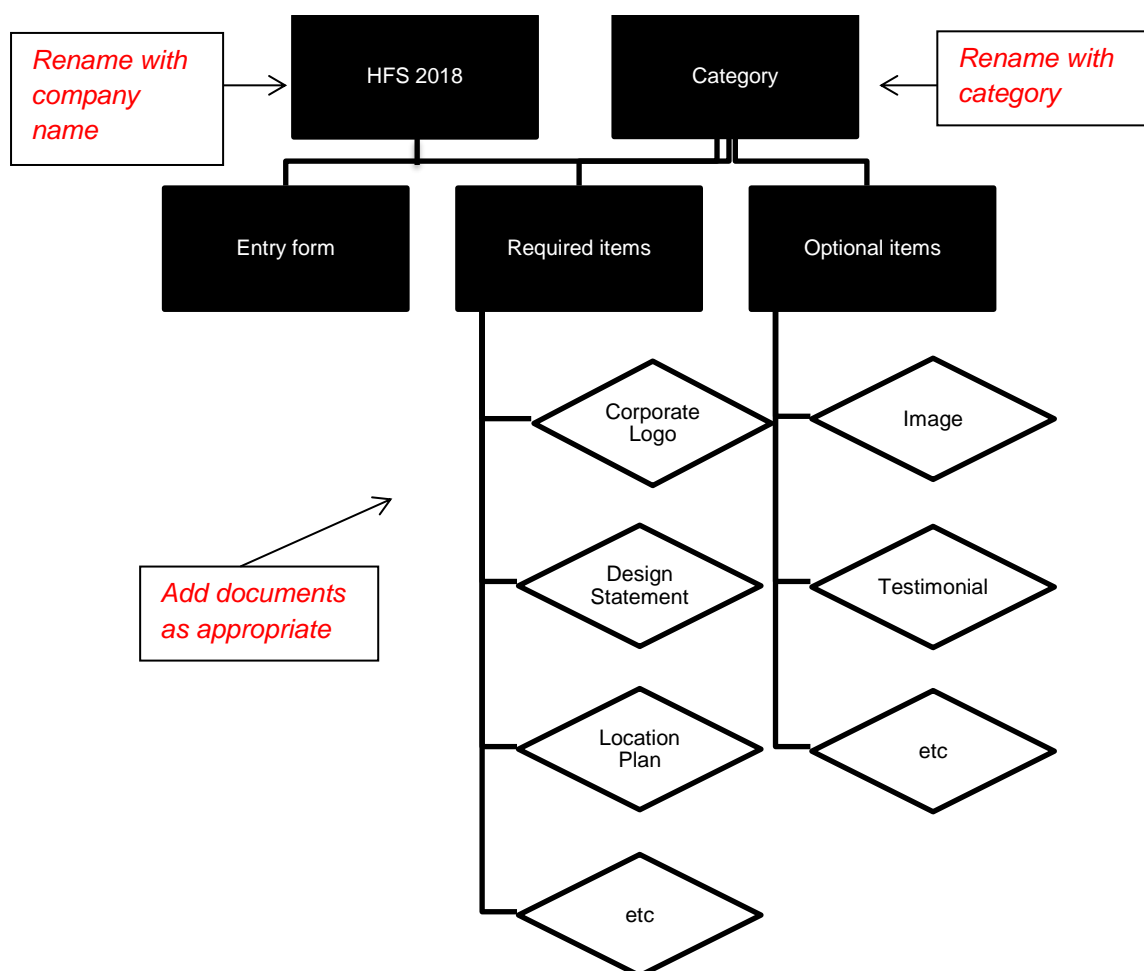 Rename with
company
name
HFS 2018
Category
Rename with
category
Entry form
Required items
Optional items
Corporate
Logo
Image
Add documents
as appropriate
Design
Statement
Testimonial
Location
Plan
etc
etc